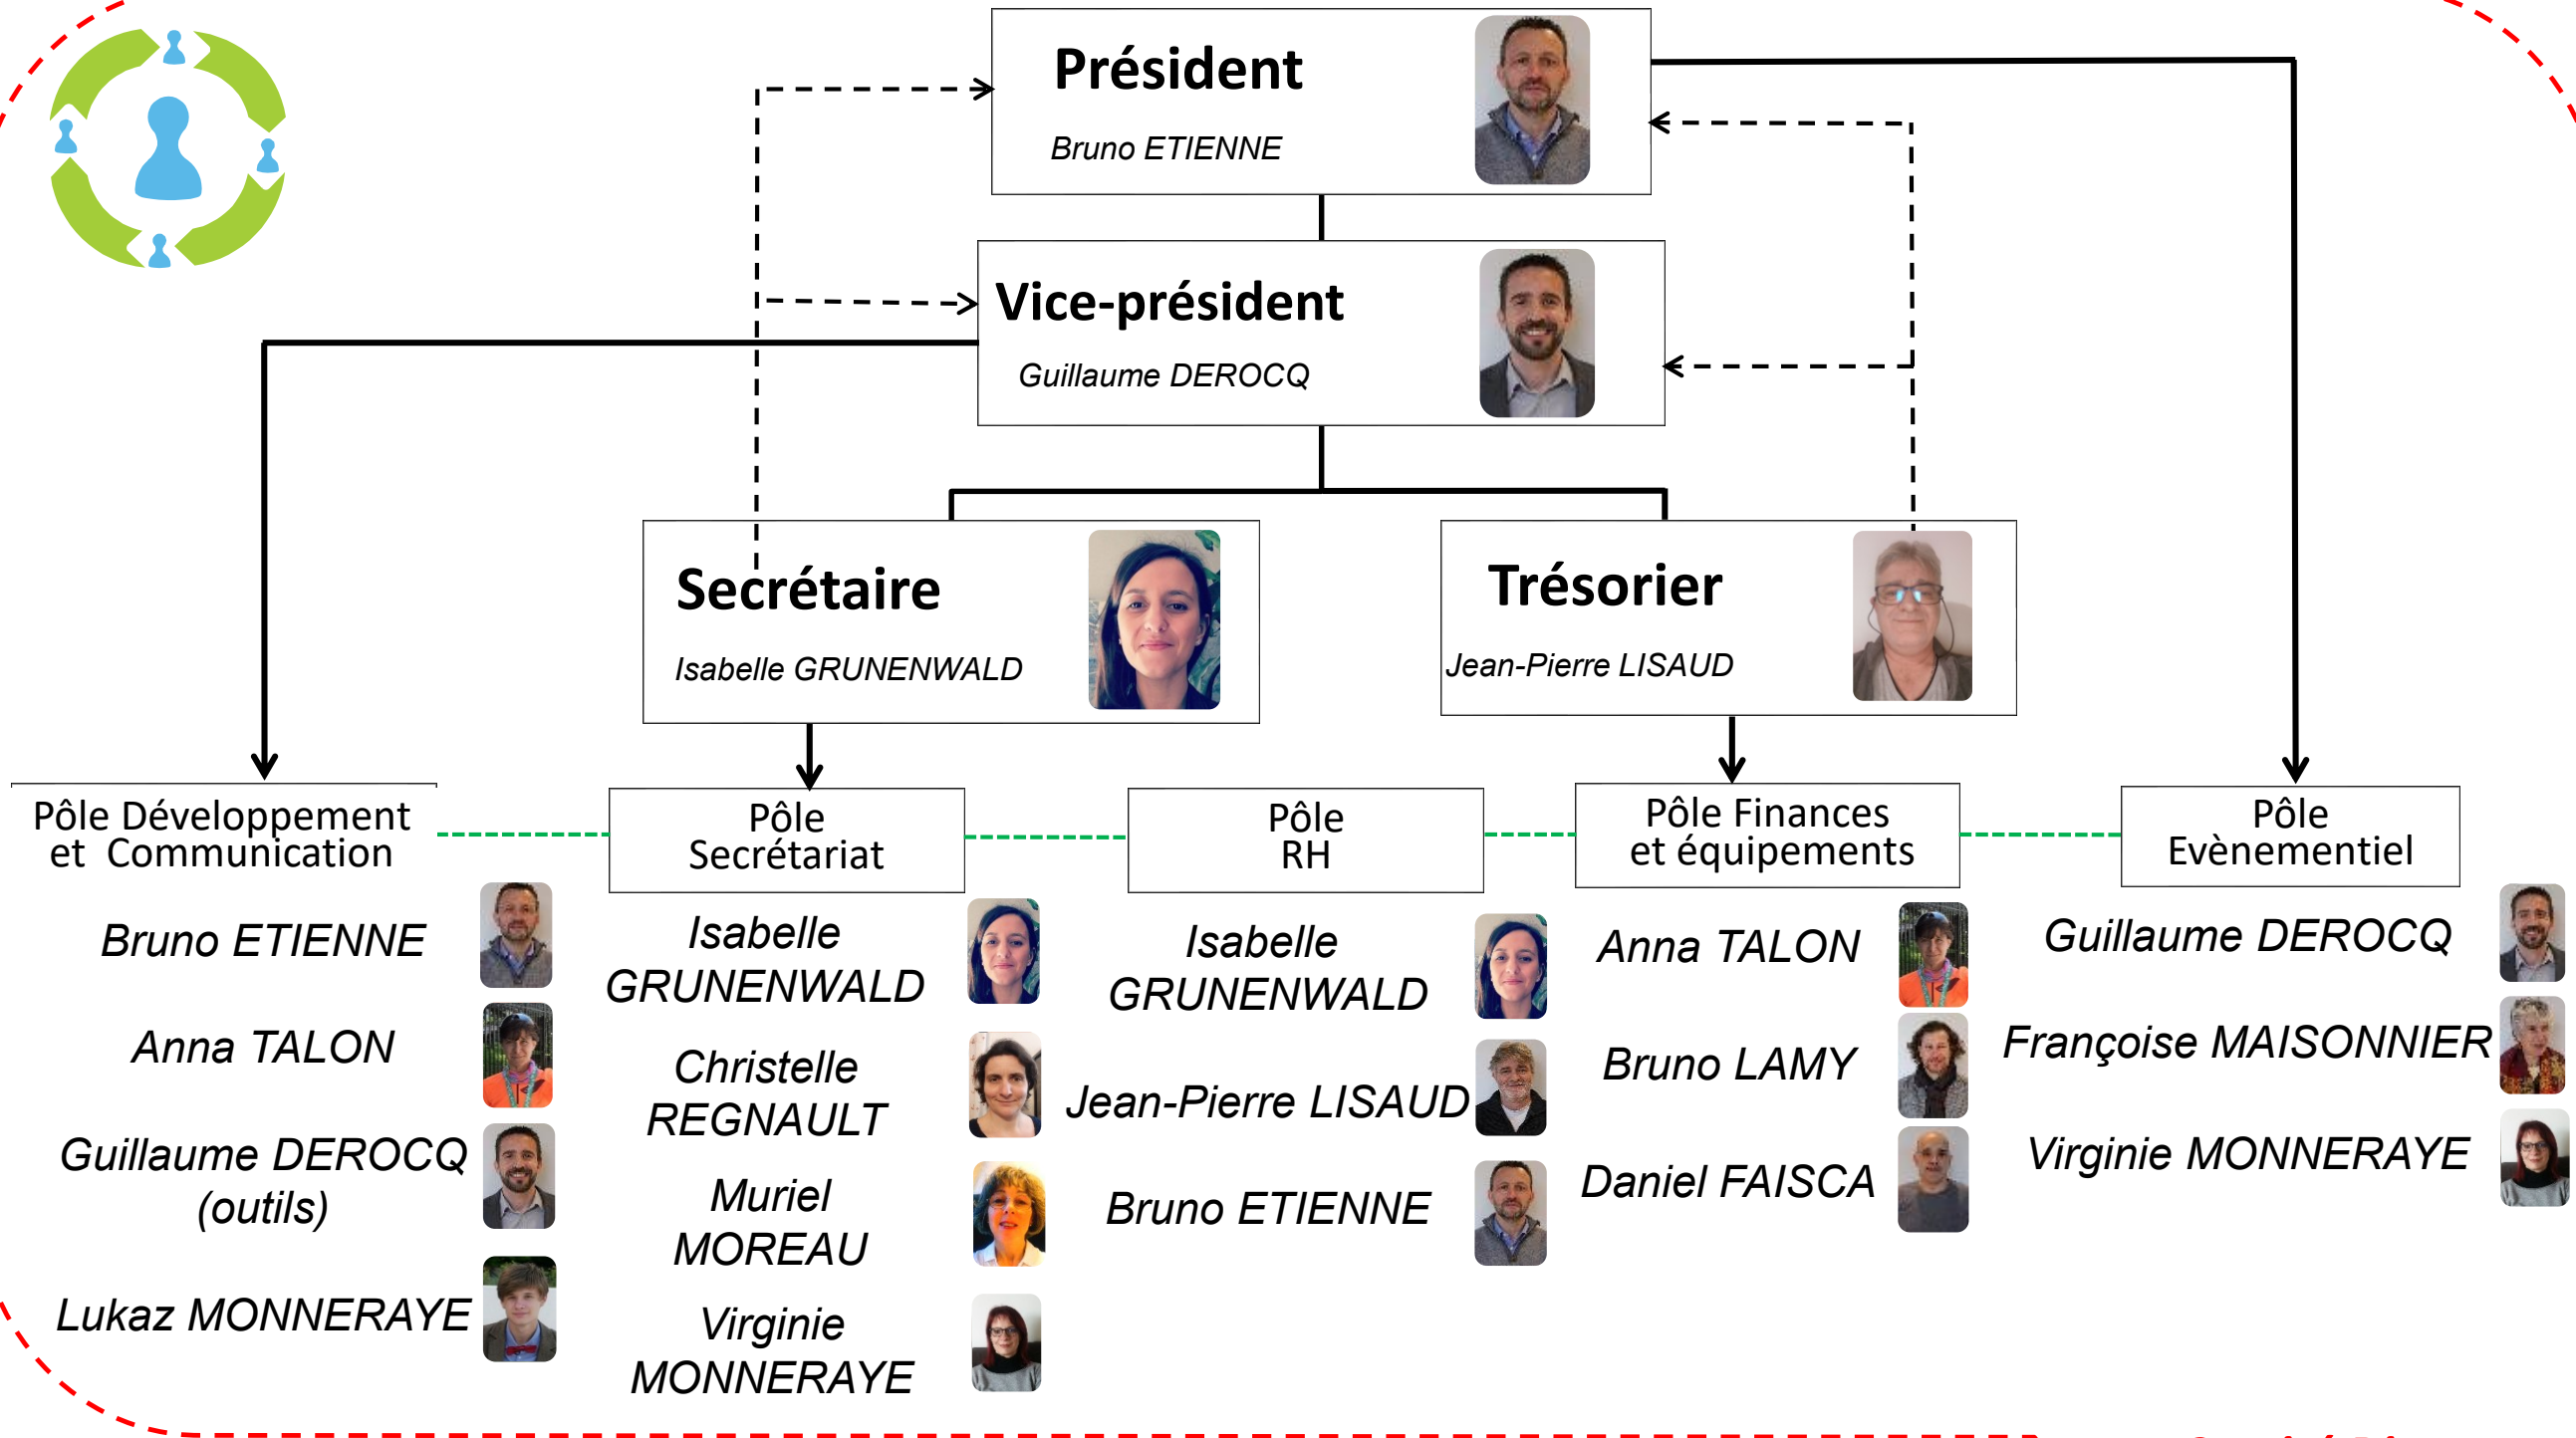 Président
Bruno ETIENNE
Vice-président
Guillaume DEROCQ
Secrétaire
Isabelle GRUNENWALD
Trésorier
Jean-Pierre LISAUD
Pôle Développement
et Communication
Bruno ETIENNE
Anna TALON
Guillaume DEROCQ
(outils)
Lukaz MONNERAYE
Pôle
Secrétariat
Isabelle
GRUNENWALD
Christelle
REGNAULT
Muriel
MOREAU
Virginie
MONNERAYE
Pôle
RH
Isabelle
GRUNENWALD
Jean-Pierre LISAUD
Bruno ETIENNE
Pôle Finances
et équipements
Anna TALON
Bruno LAMY
Daniel FAISCA
Pôle
Evènementiel
Guillaume DEROCQ
Françoise MAISONNIER
Virginie MONNERAYE